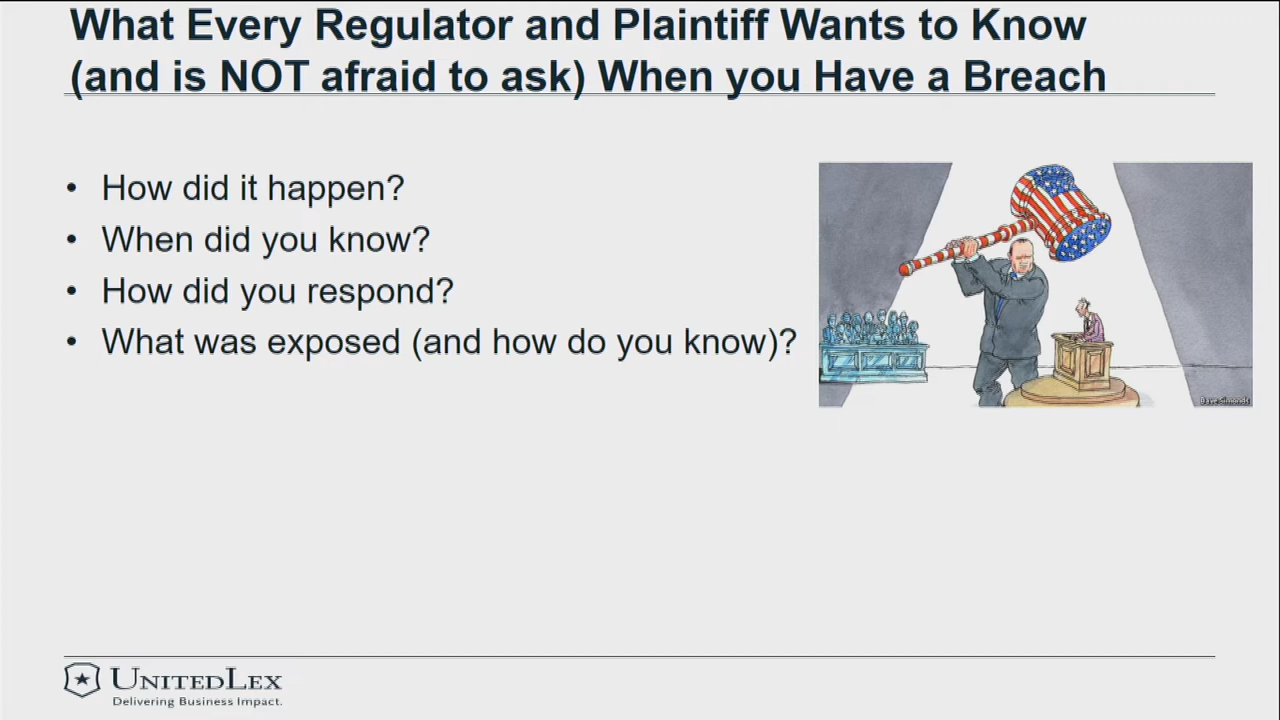 What Every Regulator and Plaintiff Wants to Know
(and is NOT afraid to ask) When you Have a Breach
• How did it happen?
• When did you know?
• How did you respond?
• What was exposed (and how do you know)?
Dave Simonds
UNITEDLEX
Delivering Business Impact.